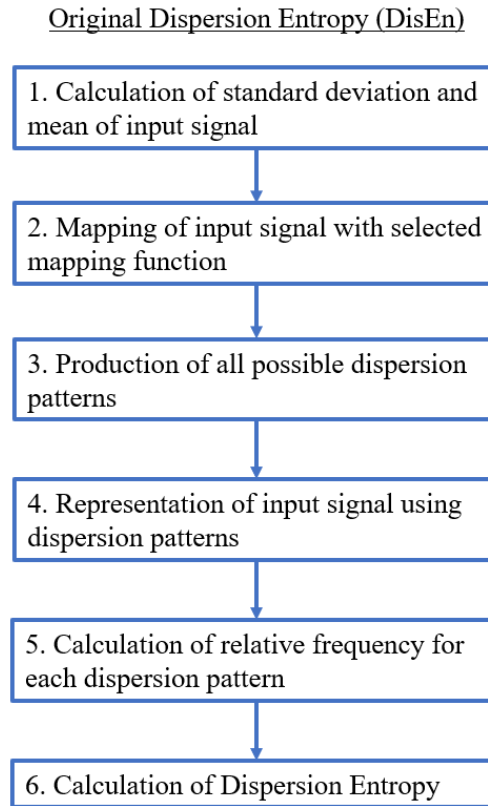 Original Dispersion Entropy (DisEn)
1. Calculation of standard deviation and
mean of input signal
2. Mapping of input signal with selected
mapping function
3. Production of all possible dispersion
patterns
4. Representation of input signal using
dispersion patterns
5. Calculation of relative frequency for
each dispersion pattern
6. Calculation of Dispersion Entropy